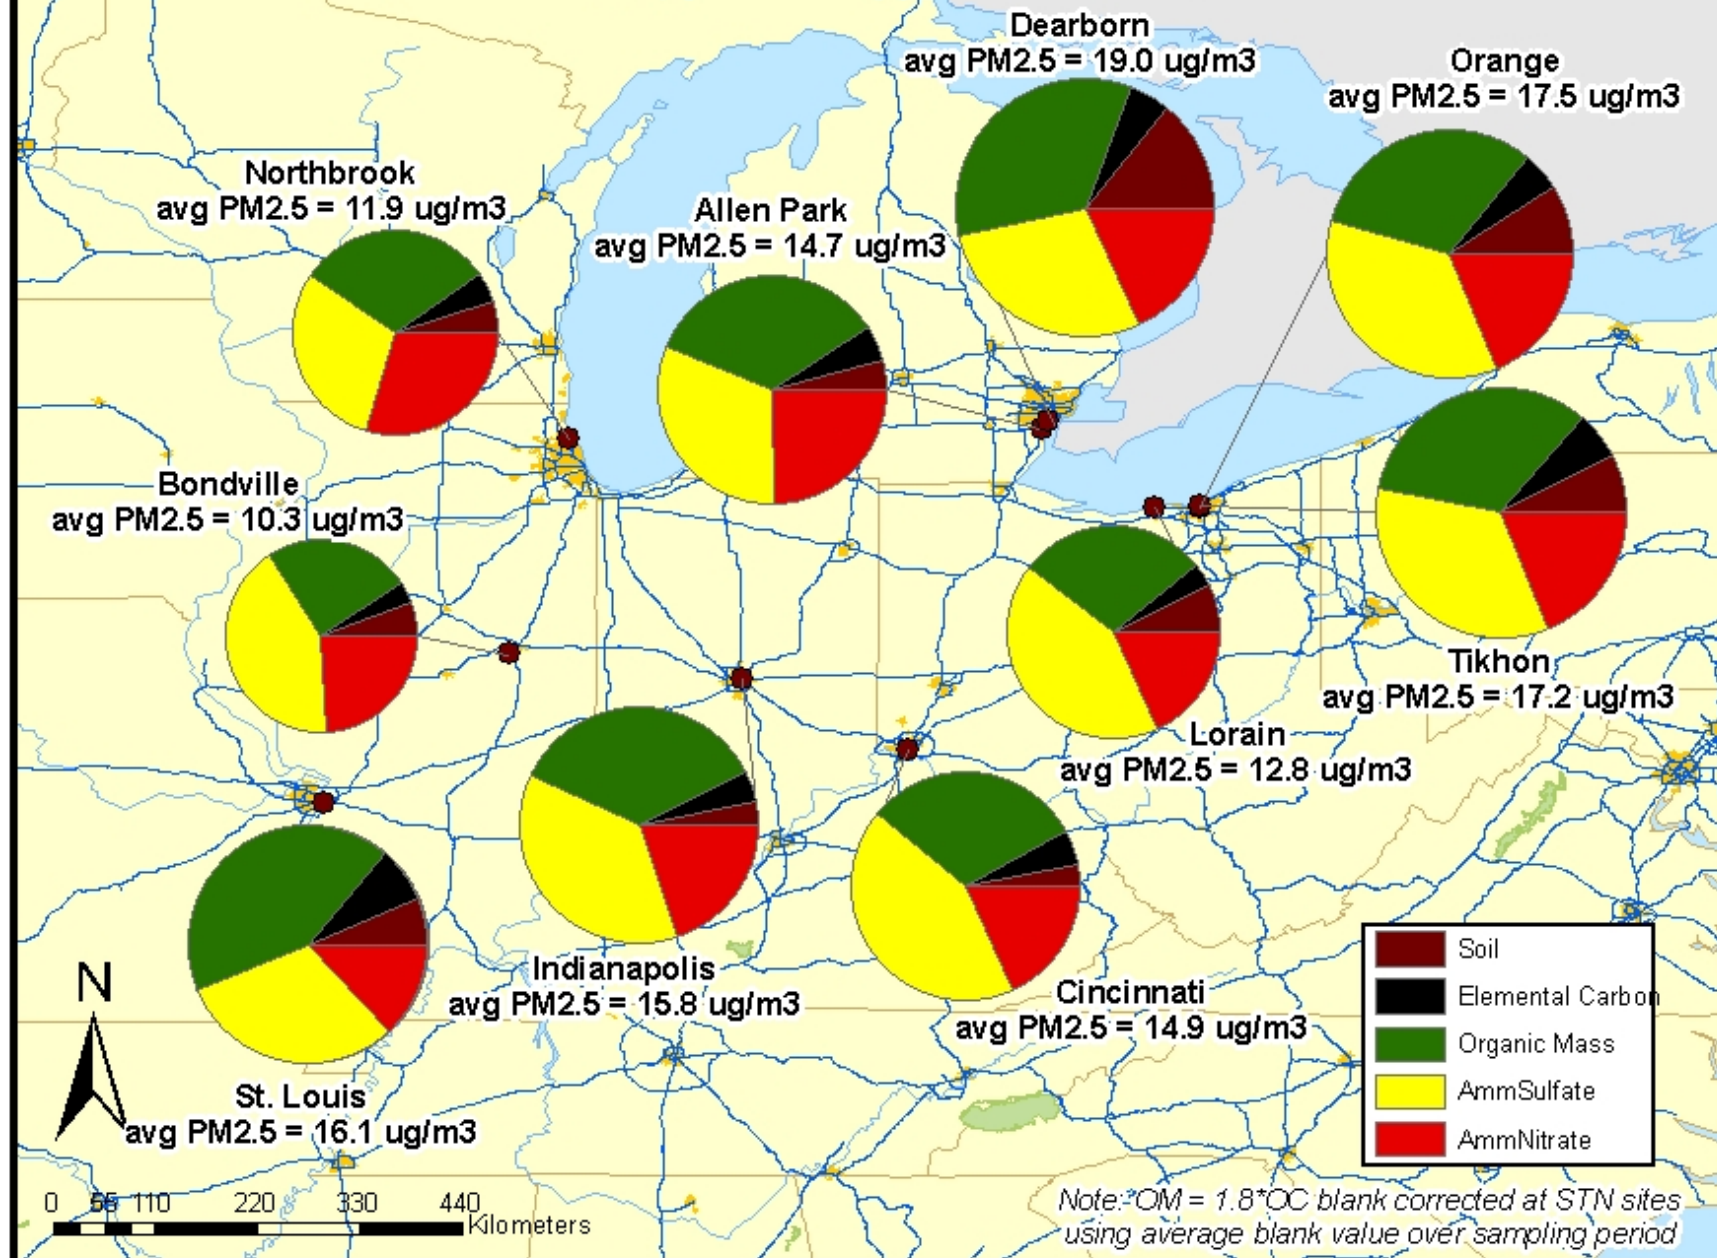 Dearborn
avg PM2.5 = 19.0 ug/m3
Orange
avg PM2.5 = 17.5 ug/m3
Northbrook
avg PM2.5 = 11.9 ug/m3
Allen Park
avg PM2.5 = 14.7 ug/m3
Bondville
avg PM2.5 = 10.3 ug/m3
Tikhon
avg PM2.5 = 17.2 ug/m3
Lorain
avg PM2.5 = 12.8 ug/m3
Indianapolis
avg PM2.5 = 15.8 ug/m3
Cincinnati
avg PM2.5 = 14.9 ug/m3
St. Louis
avg PM2.5 = 16.1 ug/m3
Soil
Elemental Carbon
Organic Mass
AmmSulfate
AmmNitrate
N
0 55 110 220 330 440
Kilometers
Note: OM = 1.8*OC blank corrected at STN sites
using average blank value over sampling period